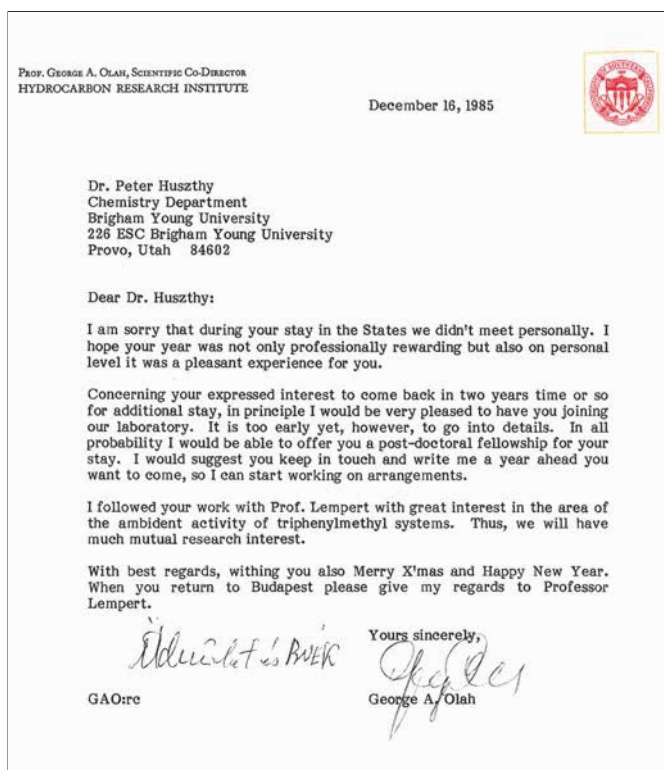 PROF. GEORGE A. OLAH, SCIENTIFIC CO-DIRECTOR
HYDROCARBON RESEARCH INSTITUTE
December 16, 1985
Dr. Peter Huszthy
Chemistry Department
Brigham Young University
226 ESC Brigham Young University
Provo, Utah 84602
Dear Dr. Huszthy:
I am sorry that during your stay in the States we didn't meet personally. I
hope your year was not only professionally rewarding but also on personal
level it was a pleasant experience for you.
Concerning your expressed interest to come back in two years time or so
for additional stay, in principle I would be very pleased to have you joining
our laboratory. It is too early yet, however, to go into details. In all
probability I would be able to offer you a post-doctoral fellowship for your
stay. I would suggest you keep in touch and write me a year ahead you
want to come, so I can start working on arrangements.
I followed your work with Prof. Lempert with great interest in the area of
the ambident activity of triphenylmethyl systems. Thus, we will have
much mutual research interest.
With best regards, withing you also Merry X'mas and Happy New Year.
When you return to Budapest please give my regards to Professor
Lempert.
Yours sincerely,
és BUÉK
GAO:rc
George A. Olah